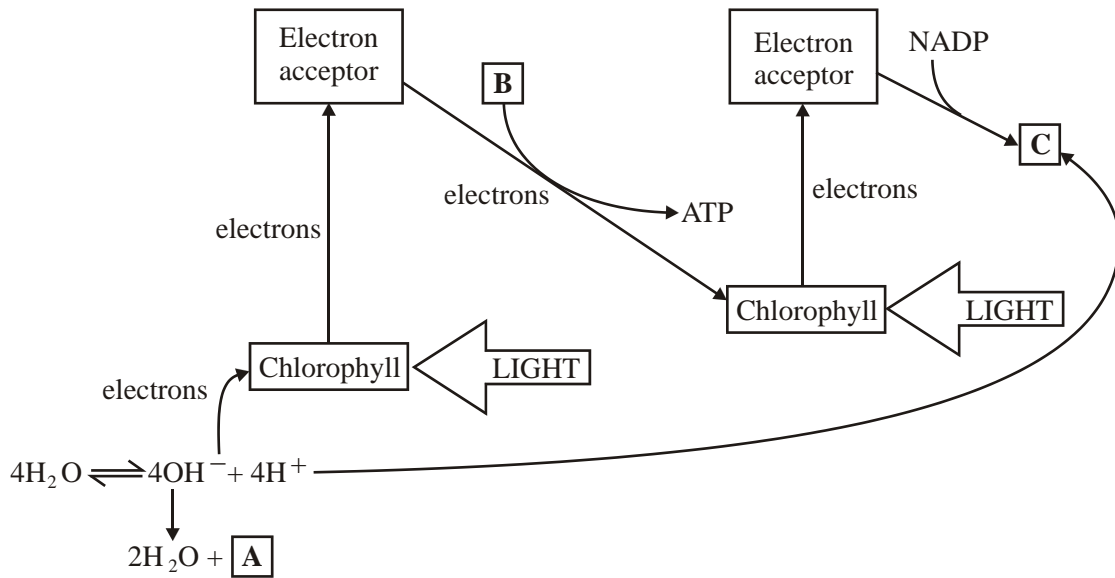 Electron
acceptor
B
electrons
ATP
Electron
acceptor
NADP
C
electrons
electrons
Chlorophyll
LIGHT
Chlorophyll
LIGHT
electrons
4H₂O ⇌ 4OH⁻ + 4H⁺
2H₂O + A